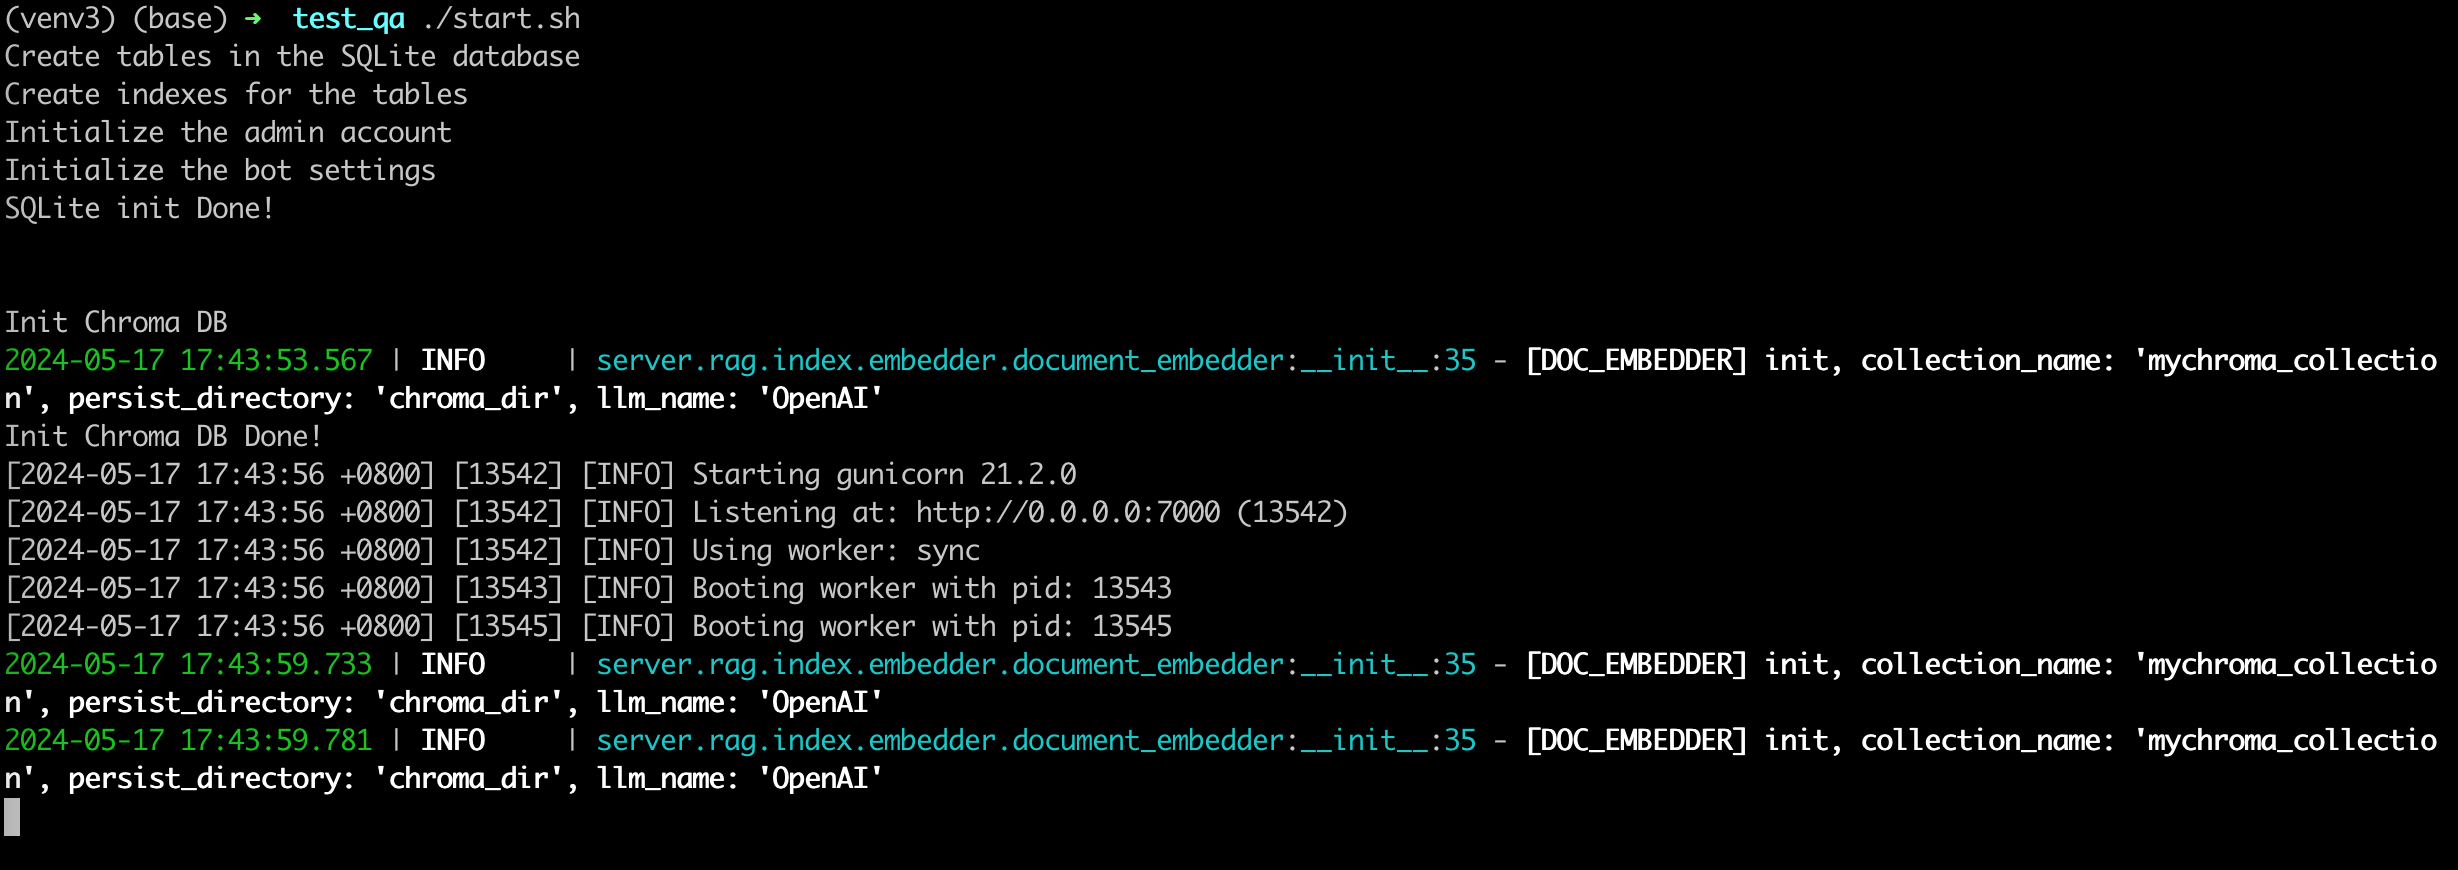 (venv3) (base) ➜  test_qa ./start.sh
Create tables in the SQLite database
Create indexes for the tables
Initialize the admin account
Initialize the bot settings
SQLite init Done!
Init Chroma DB
2024-05-17 17:43:53.567 | INFO     | server.rag.index.embedder.document_embedder:__init__:35 - [DOC_EMBEDDER] init, collection_name: 'mychroma_collectio
n', persist_directory: 'chroma_dir', llm_name: 'OpenAI'
Init Chroma DB Done!
[2024-05-17 17:43:56 +0800] [13542] [INFO] Starting gunicorn 21.2.0
[2024-05-17 17:43:56 +0800] [13542] [INFO] Listening at: http://0.0.0.0:7000 (13542)
[2024-05-17 17:43:56 +0800] [13542] [INFO] Using worker: sync
[2024-05-17 17:43:56 +0800] [13543] [INFO] Booting worker with pid: 13543
[2024-05-17 17:43:56 +0800] [13545] [INFO] Booting worker with pid: 13545
2024-05-17 17:43:59.733 | INFO     | server.rag.index.embedder.document_embedder:__init__:35 - [DOC_EMBEDDER] init, collection_name: 'mychroma_collectio
n', persist_directory: 'chroma_dir', llm_name: 'OpenAI'
2024-05-17 17:43:59.781 | INFO     | server.rag.index.embedder.document_embedder:__init__:35 - [DOC_EMBEDDER] init, collection_name: 'mychroma_collectio
n', persist_directory: 'chroma_dir', llm_name: 'OpenAI'